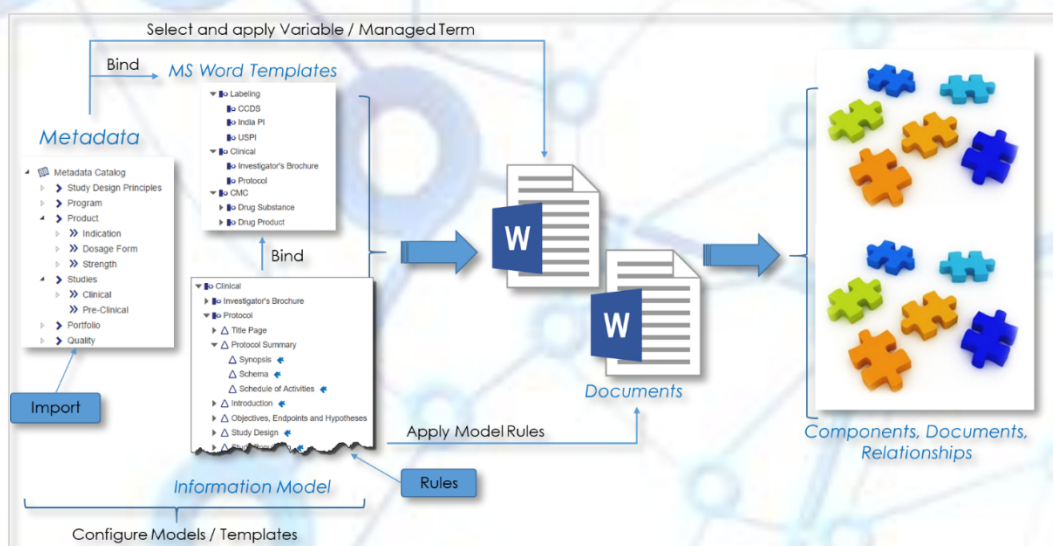 Select and apply Variable / Managed Term
Bind
MS Word Templates
Labeling
CCDS
India PI
USPI
Clinical
Investigator's Brochure
Protocol
CMC
Drug Substance
Drug Product
Metadata
Metadata Catalog
Study Design Principles
Program
Product
Indication
Dosage Form
Strength
Studies
Clinical
Pre-Clinical
Portfolio
Quality
Import
Bind
Clinical
Investigator's Brochure
Protocol
Title Page
Protocol Summary
Synopsis
Schema
Schedule of Activities
Introduction
Objectives, Endpoints and Hypotheses
Study Design
Information Model
Rules
Configure Models / Templates
W
W
Documents
Apply Model Rules
Components, Documents,
Relationships